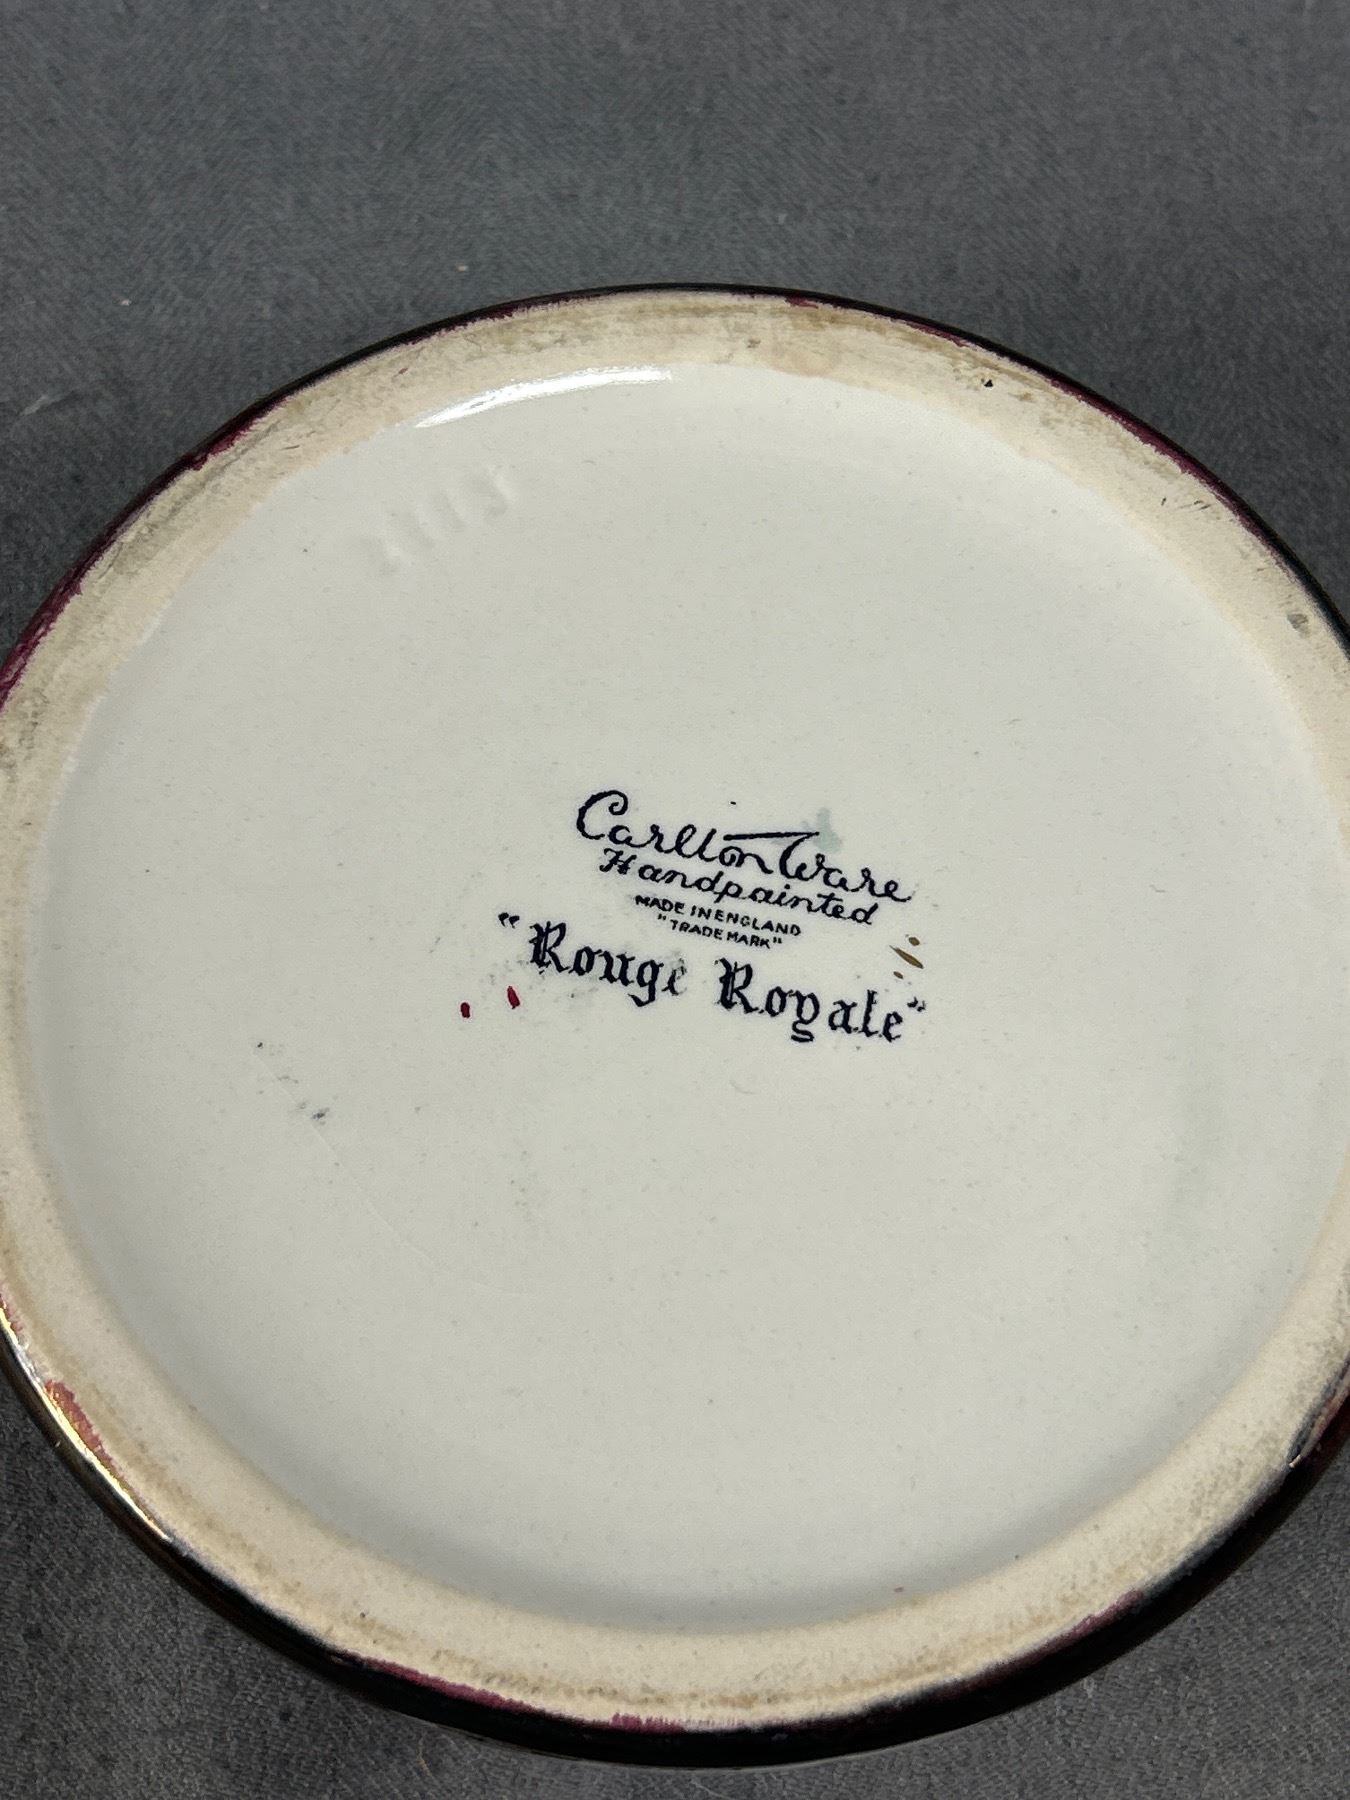 Carlton Ware
Handpainted
MADE IN ENGLAND
"TRADE MARK"
"Rouge Royale"